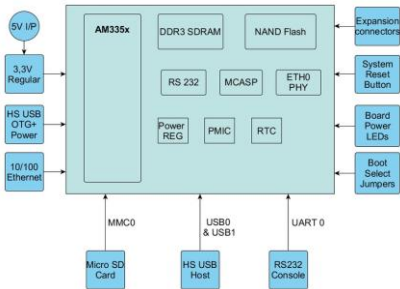 5V I/P
3,3V
Regular
HS USB
OTG+
Power
10/100
Ethernet
AM335x
DDR3 SDRAM
NAND Flash
RS 232
MCASP
ETH0
PHY
Power
REG
PMIC
RTC
Expansion
connectors
System
Reset
Button
Board
Power
LEDs
Boot
Select
Jumpers
MMC0
USB0
& USB1
UART 0
Micro SD
Card
HS USB
Host
RS232
Console